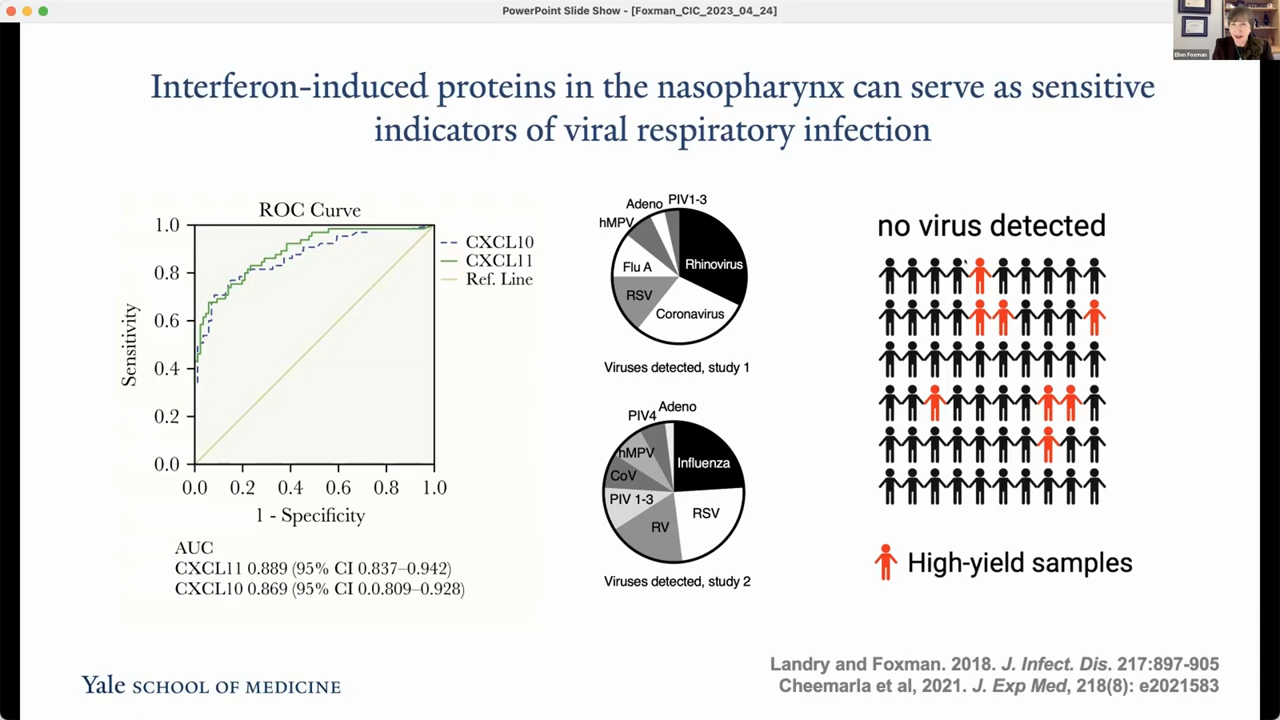 PowerPoint Slide Show - [Foxman_CIC_2023_04_24]
Ellen Foxman
Interferon-induced proteins in the nasopharynx can serve as sensitive
indicators of viral respiratory infection
ROC Curve
1.0
0.8
0.6
0.4
0.2
0.0
Sensitivity
0.0 0.2 0.4 0.6 0.8 1.0
1 - Specificity
CXCL10
CXCL11
Ref. Line
AUC
CXCL11 0.889 (95% CI 0.837–0.942)
CXCL10 0.869 (95% CI 0.0.809–0.928)
Adeno PIV1-3
hMPV
Flu A
Rhinovirus
RSV
Coronavirus
Viruses detected, study 1
PIV4 Adeno
hMPV
Influenza
CoV
PIV 1-3
RSV
RV
Viruses detected, study 2
no virus detected
High-yield samples
Yale SCHOOL OF MEDICINE
Landry and Foxman. 2018. J. Infect. Dis. 217:897-905
Cheemarla et al, 2021. J. Exp Med, 218(8): e2021583